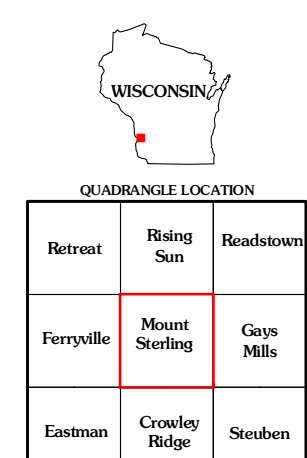 WISCONSIN
QUADRANGLE LOCATION
Retreat
Rising
Sun
Readstown
Ferryville
Mount
Sterling
Gays
Mills
Eastman
Crowley
Ridge
Steuben